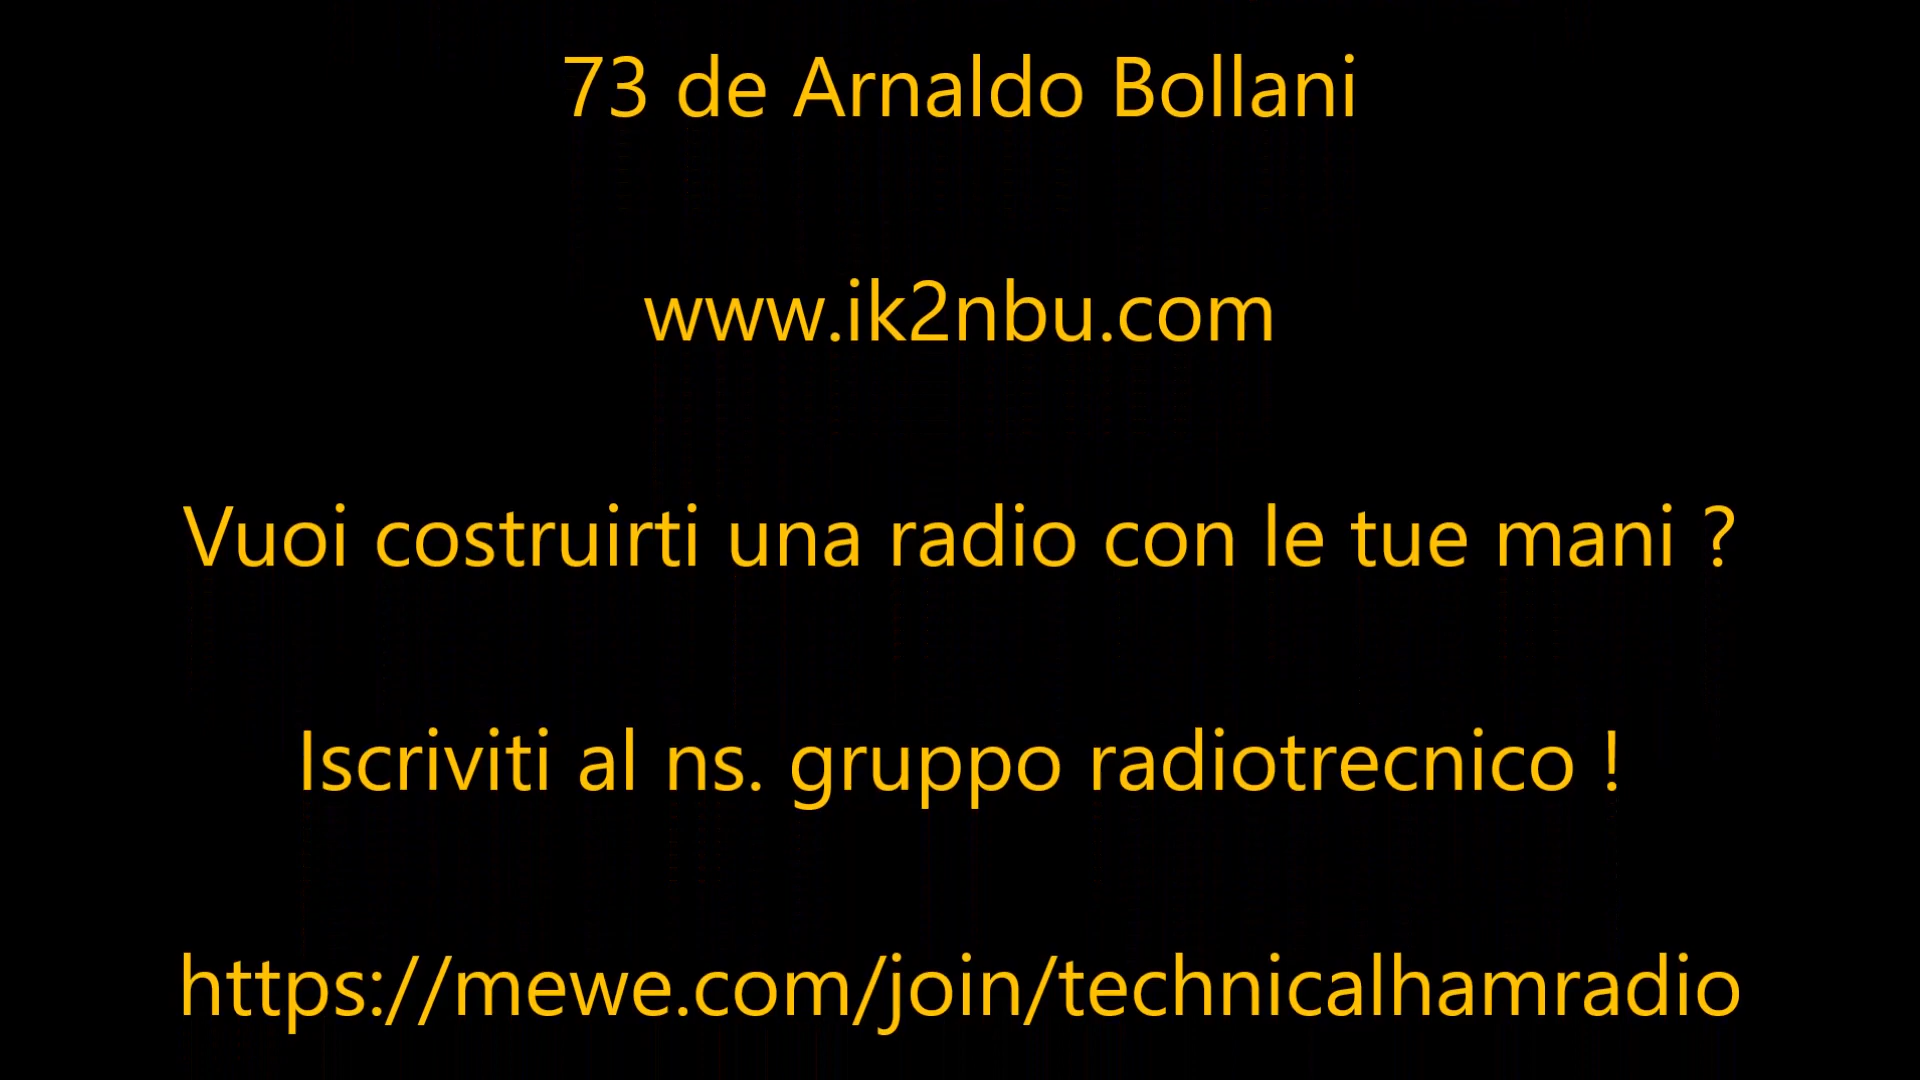 73 de Arnaldo Bollani
www.ik2nbu.com
Vuoi costruirti una radio con le tue mani ?
Iscriviti al ns. gruppo radiotrecnico !
https://mewe.com/join/technicalhamradio